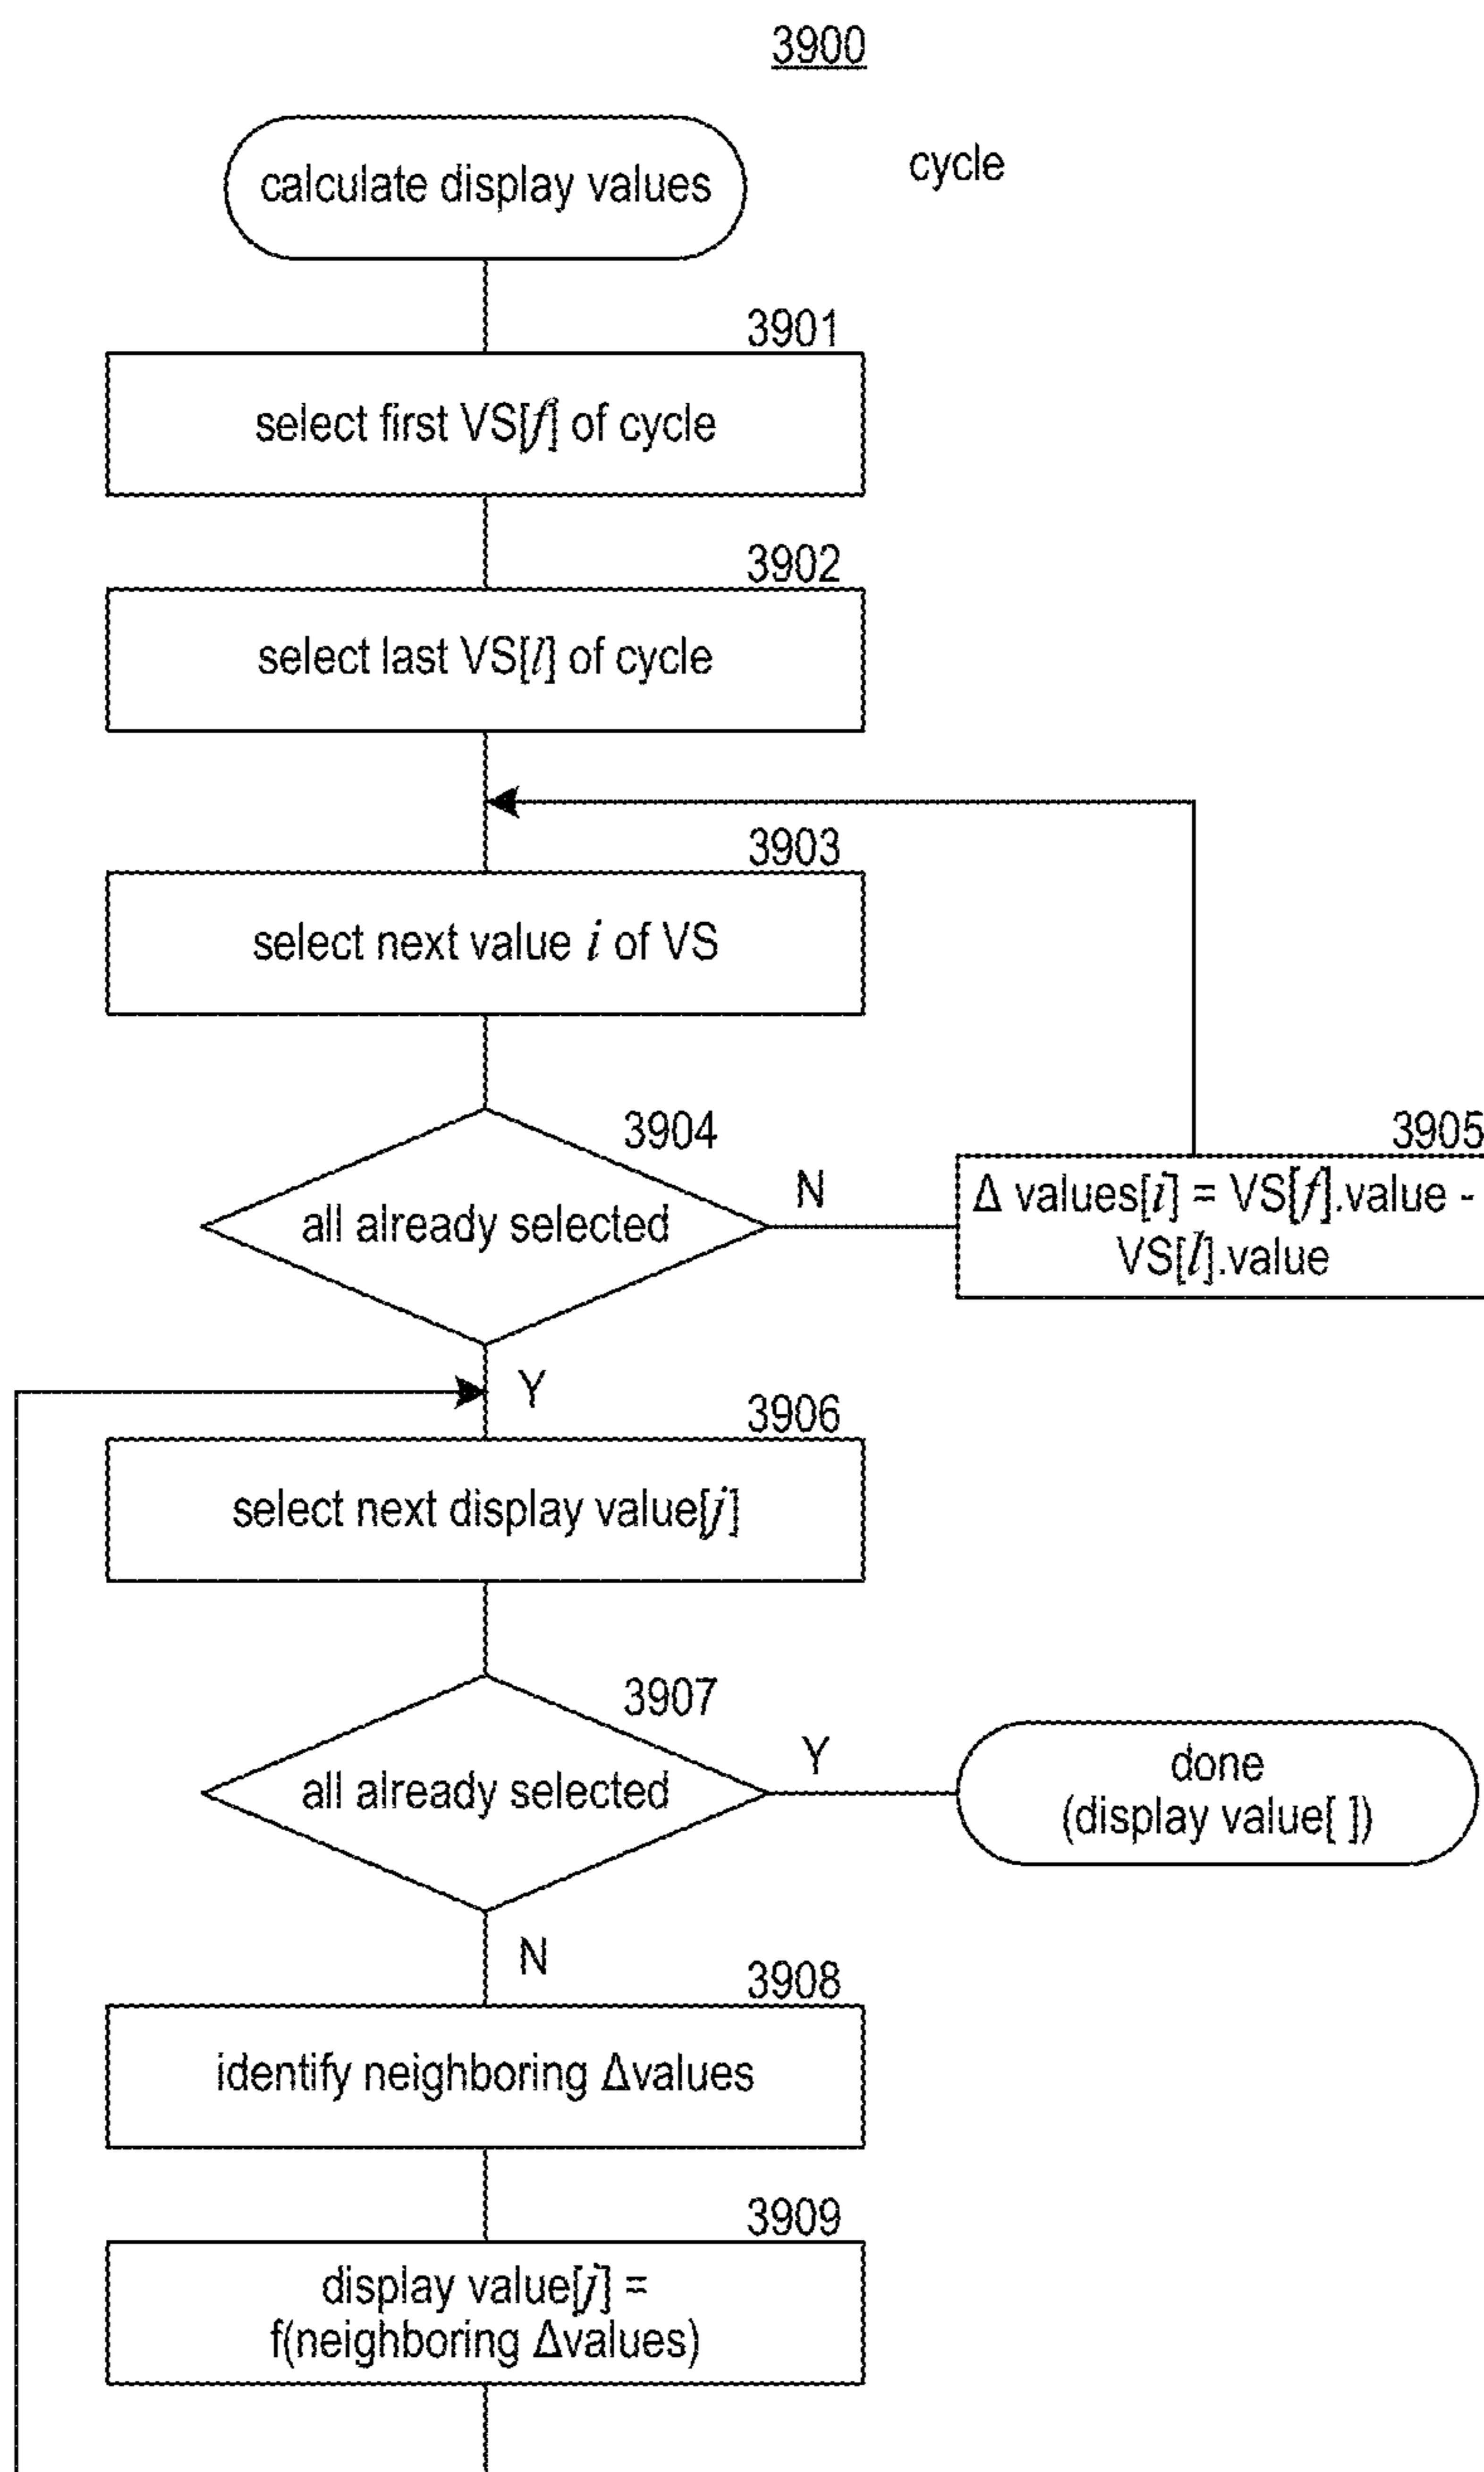 3900
calculate display values
cycle
3901
select first VS[f] of cycle
3902
select last VS[l] of cycle
3903
select next value i of VS
3904
all already selected
N
3905
Δ values[i] = VS[f].value -
VS[l].value
Y
3906
select next display value[j]
3907
all already selected
Y
done
(display value[ ])
N
3908
identify neighboring Δvalues
3909
display value[j] =
f(neighboring Δvalues)